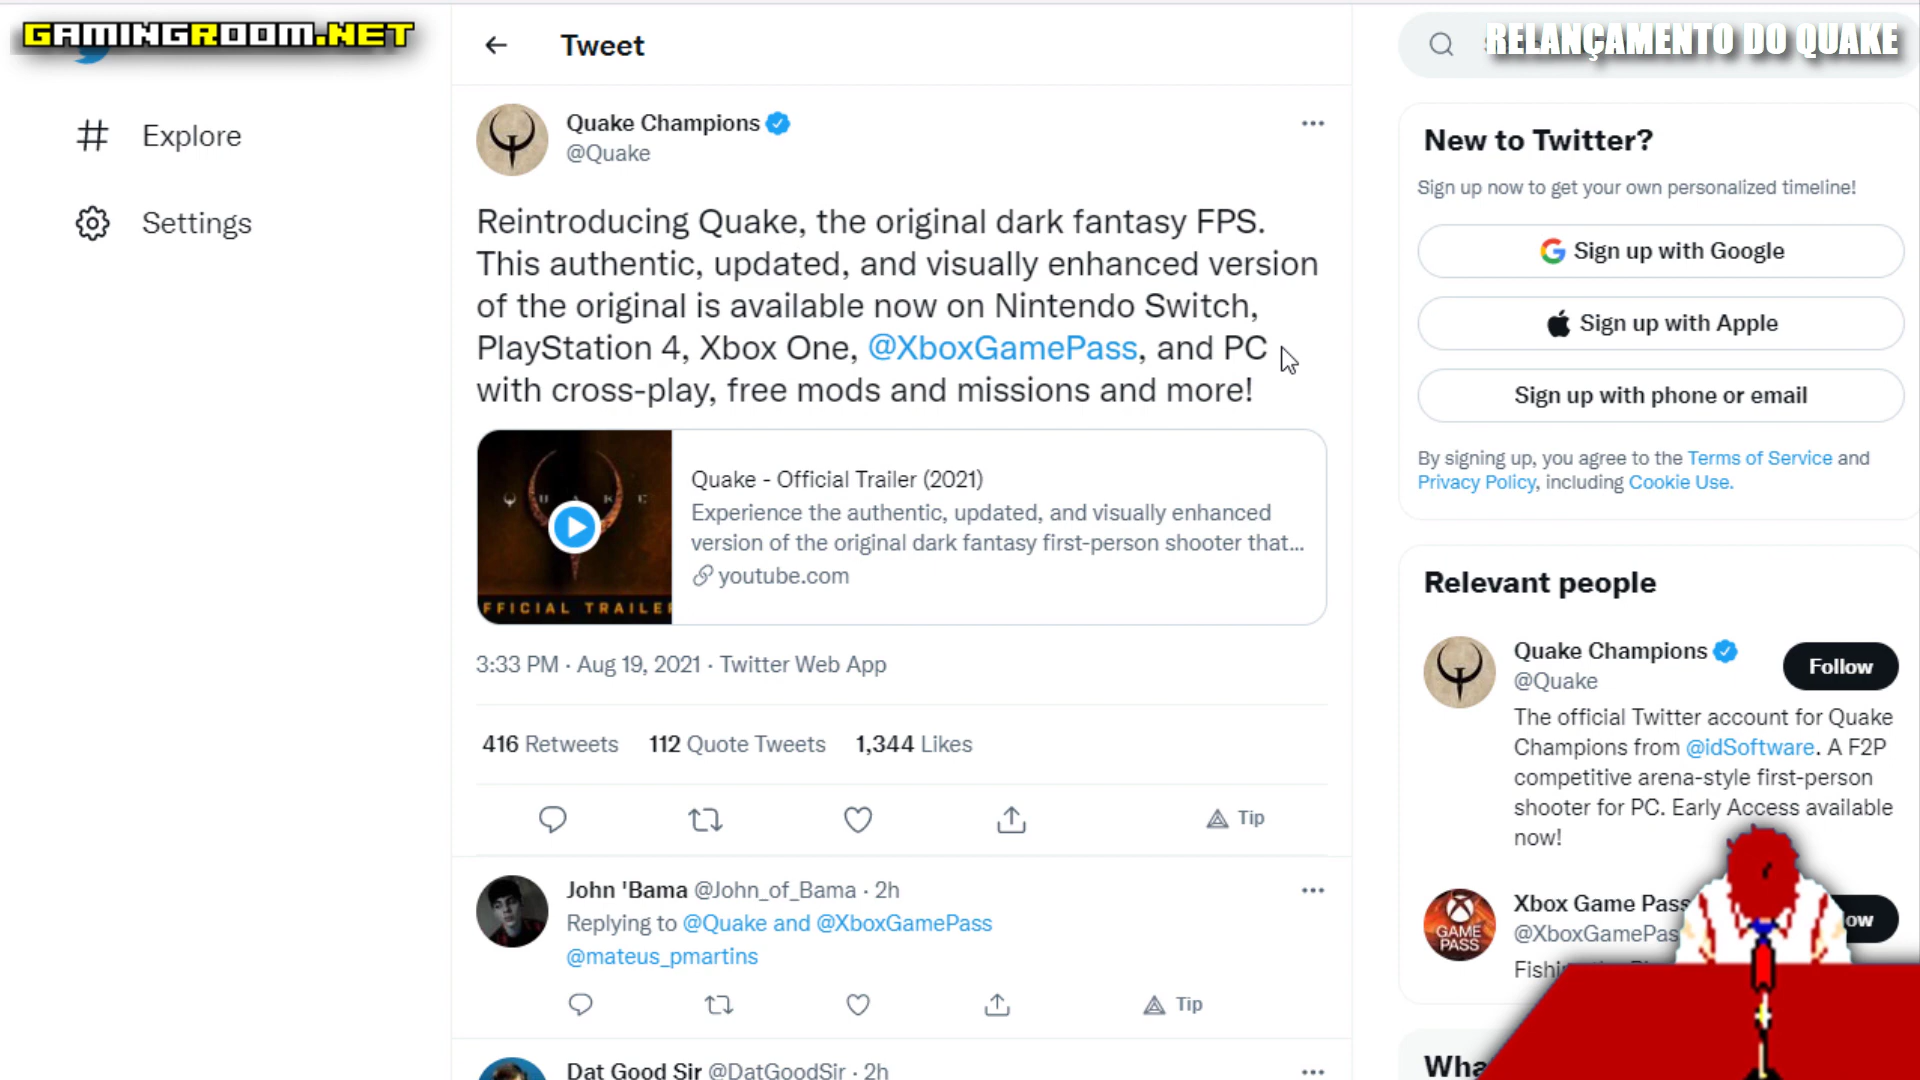 GAMINGROOM.NET
RELANÇAMENTO DO QUAKE
Explore
Settings
Tweet
Quake Champions
@Quake
Reintroducing Quake, the original dark fantasy FPS.
This authentic, updated, and visually enhanced version
of the original is available now on Nintendo Switch,
PlayStation 4, Xbox One, @XboxGamePass, and PC
with cross-play, free mods and missions and more!
QUAKE
FFICIAL TRAILE
Quake - Official Trailer (2021)
Experience the authentic, updated, and visually enhanced
version of the original dark fantasy first-person shooter that...
youtube.com
3:33 PM · Aug 19, 2021 · Twitter Web App
416 Retweets 112 Quote Tweets 1,344 Likes
Tip
John 'Bama @John_of_Bama · 2h
Replying to @Quake and @XboxGamePass
@mateus_pmartins
Tip
Dat Good Sir @DatGoodSir · 2h
New to Twitter?
Sign up now to get your own personalized timeline!
Sign up with Google
Sign up with Apple
Sign up with phone or email
By signing up, you agree to the Terms of Service and
Privacy Policy, including Cookie Use.
Relevant people
Quake Champions
@Quake
Follow
The official Twitter account for Quake
Champions from @idSoftware. A F2P
competitive arena-style first-person
shooter for PC. Early Access available
now!
GAME
PASS
Xbox Game Pass
@XboxGamePas
ow
Fishi
Wha